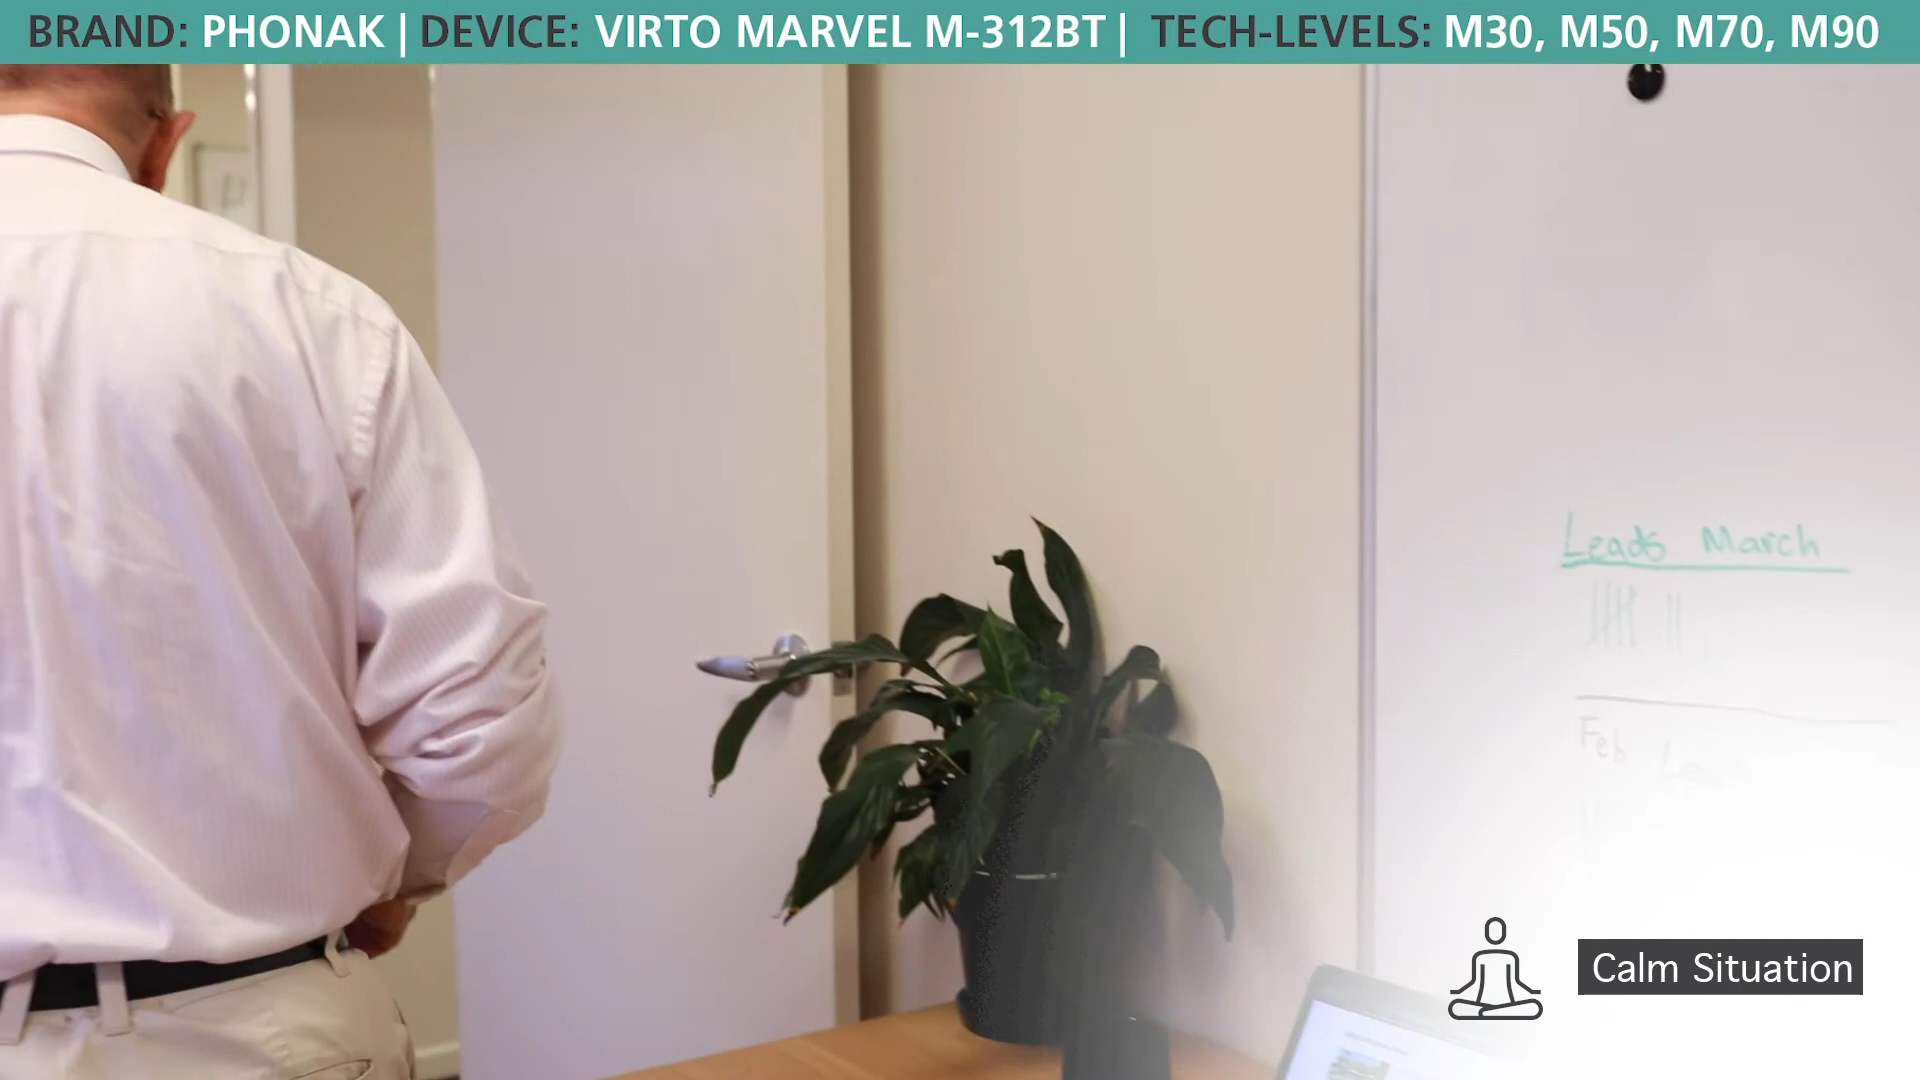 BRAND: PHONAK | DEVICE: VIRTO MARVEL M-312BT | TECH-LEVELS: M30, M50, M70, M90
Leads March
Feb
Calm Situation